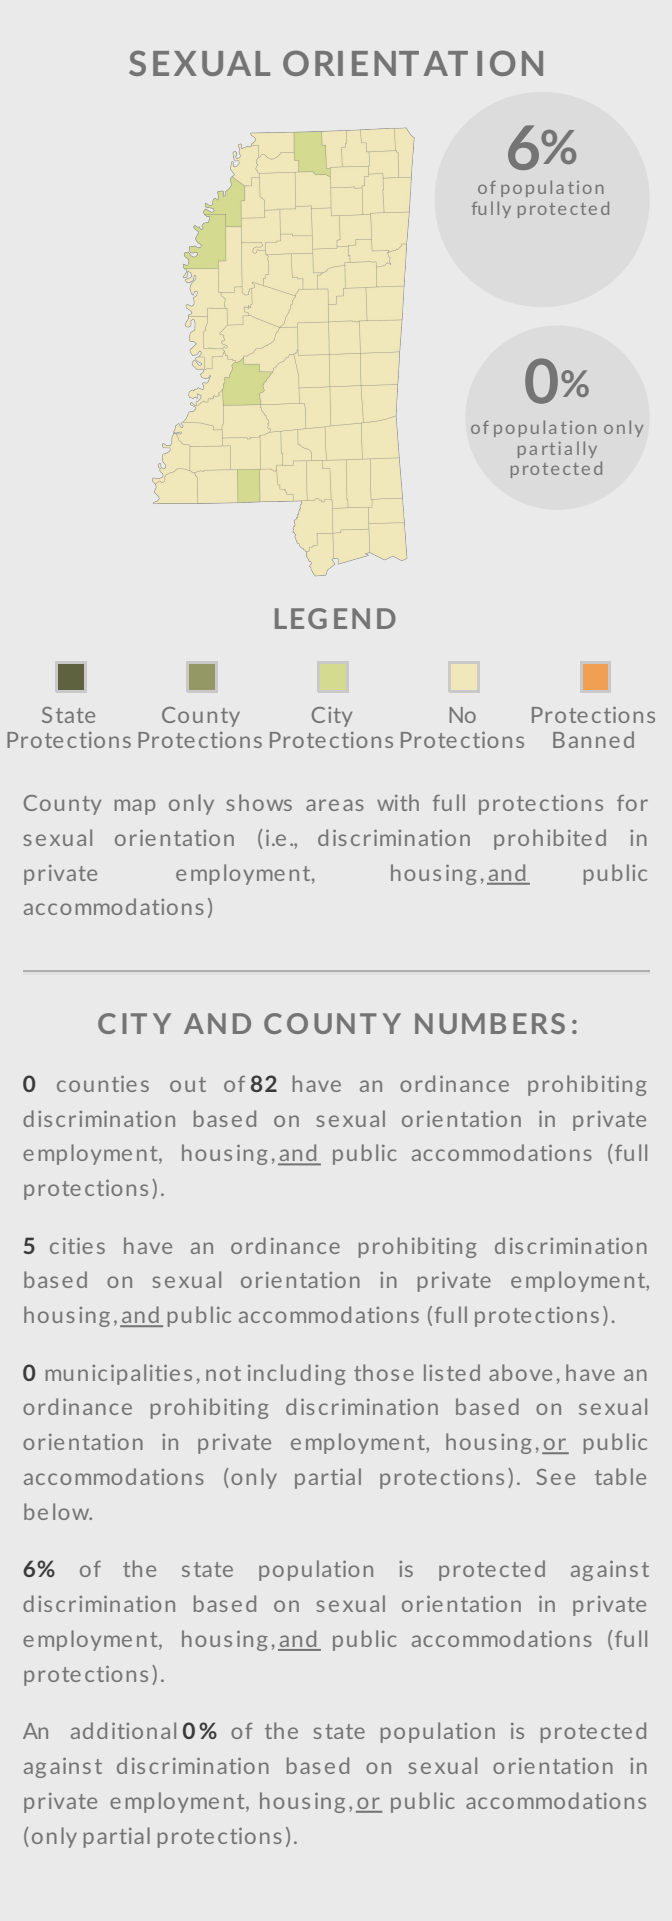 SEXUAL ORIENTATION
6%
of population
fully protected
0%
of population only
partially
protected
LEGEND
State
Protections
County
Protections
City
Protections
No
Protections
Protections
Banned
County map only shows areas with full protections for
sexual orientation (i.e., discrimination prohibited in
private employment, housing, and public
accommodations)
CITY AND COUNTY NUMBERS:
0 counties out of 82 have an ordinance prohibiting
discrimination based on sexual orientation in private
employment, housing, and public accommodations (full
protections).
5 cities have an ordinance prohibiting discrimination
based on sexual orientation in private employment,
housing, and public accommodations (full protections).
0 municipalities, not including those listed above, have an
ordinance prohibiting discrimination based on sexual
orientation in private employment, housing, or public
accommodations (only partial protections). See table
below.
6% of the state population is protected against
discrimination based on sexual orientation in private
employment, housing, and public accommodations (full
protections).
An additional 0% of the state population is protected
against discrimination based on sexual orientation in
private employment, housing, or public accommodations
(only partial protections).